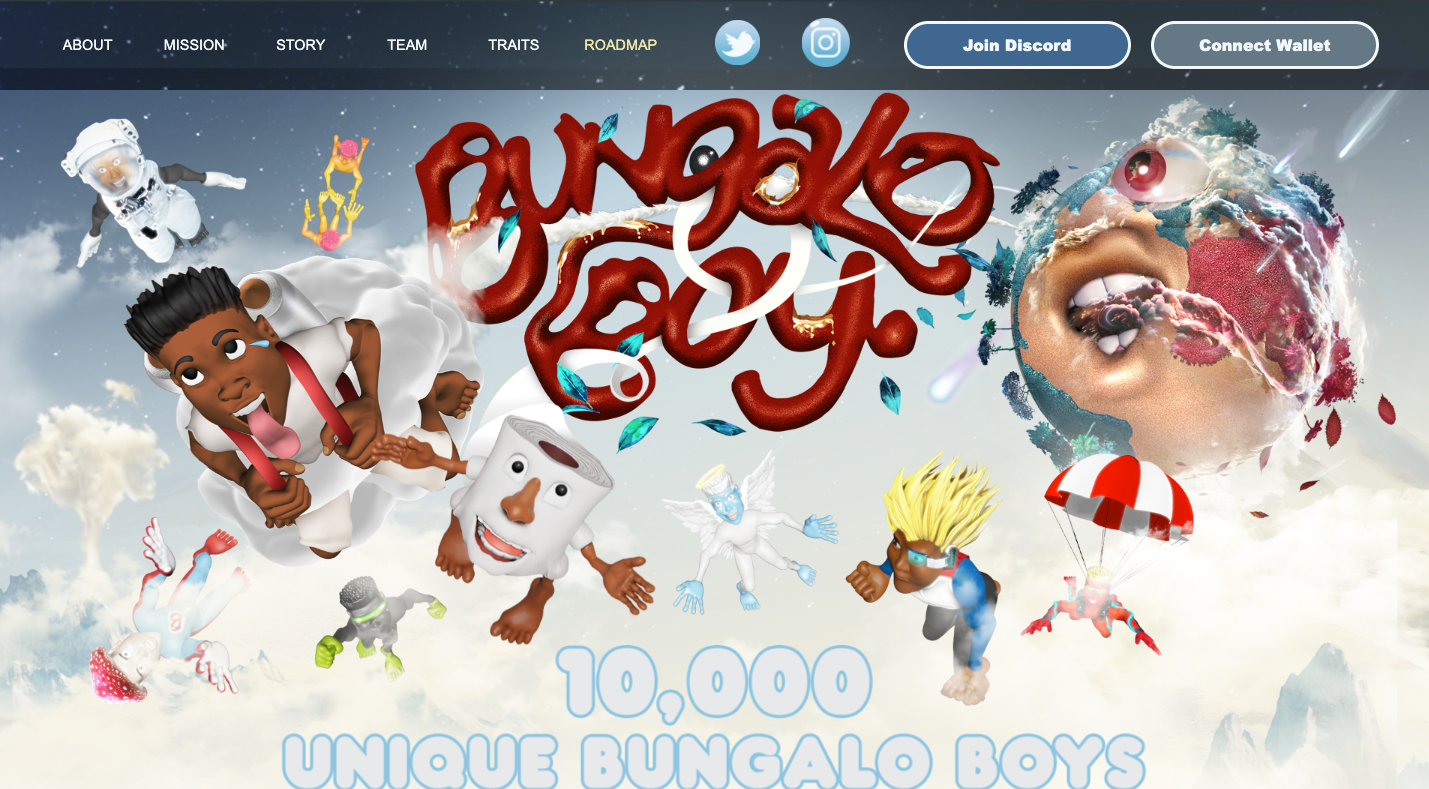 ABOUT MISSION STORY TEAM TRAITS ROADMAP Join Discord Connect Wallet
BUNGALO
BOY.
10,000
UNIQUE BUNGALO BOYS